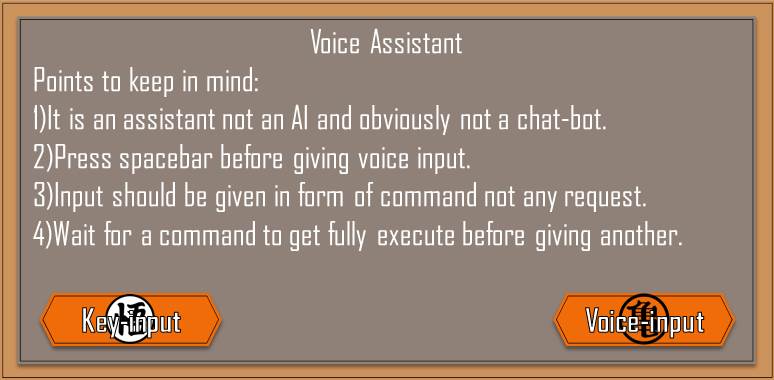 Voice Assistant
Points to keep in mind:
1)It is an assistant not an AI and obviously not a chat-bot.
2)Press spacebar before giving voice input.
3)Input should be given in form of command not any request.
4)Wait for a command to get fully execute before giving another.
悟
Key-input
亀
Voice-input